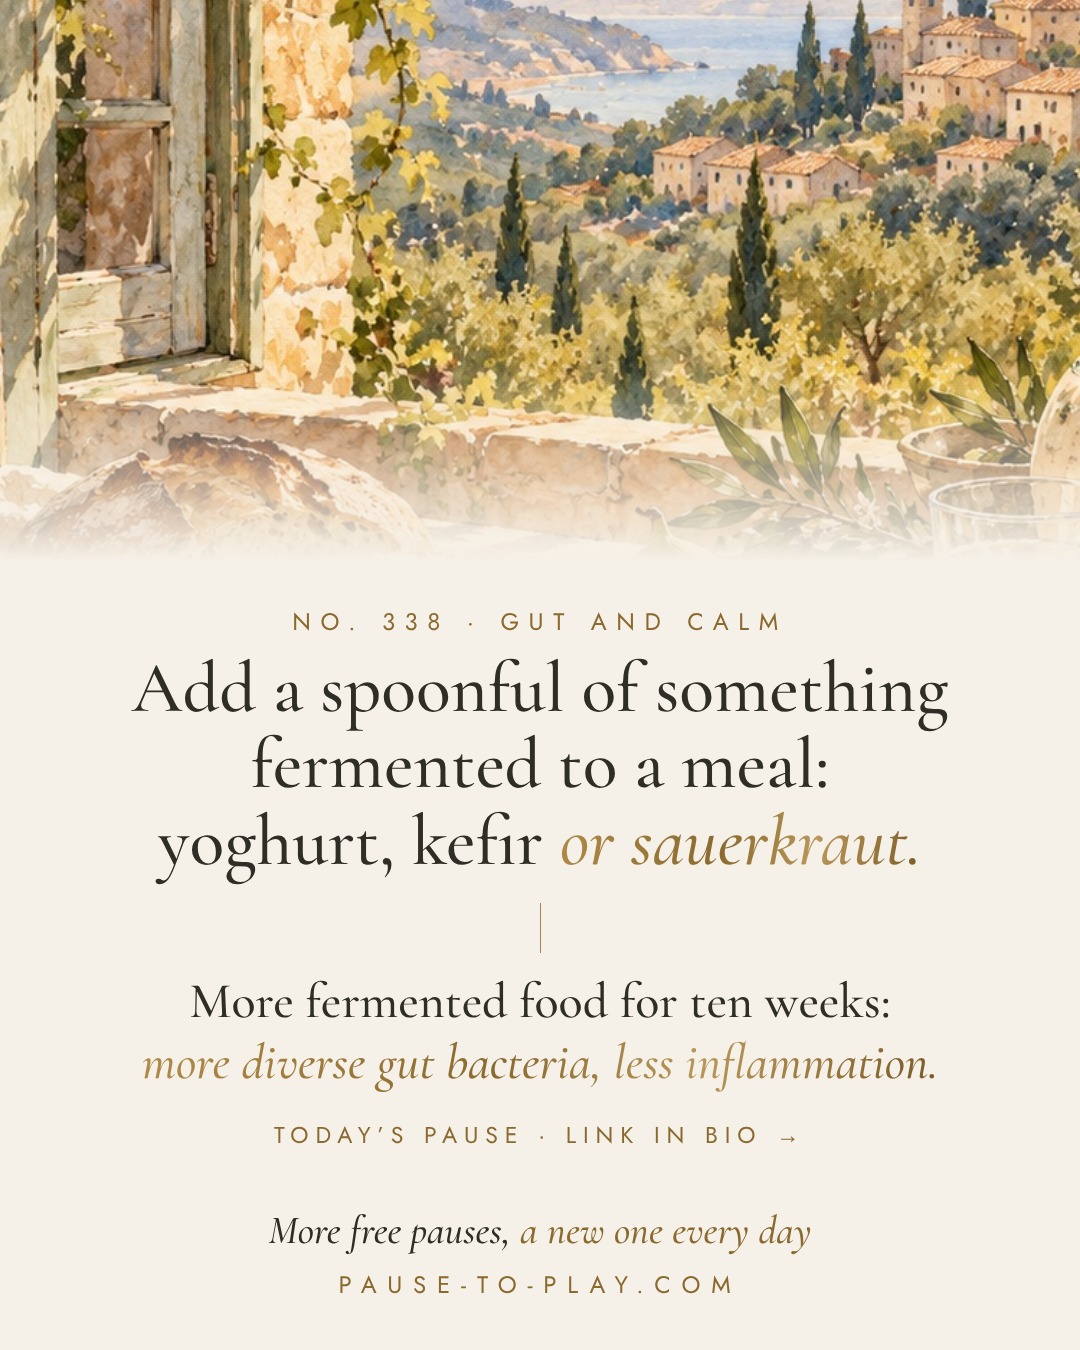 NO. 338 · GUT AND CALM
Add a spoonful of something
fermented to a meal:
yoghurt, kefir or sauerkraut.
More fermented food for ten weeks:
more diverse gut bacteria, less inflammation.
TODAY’S PAUSE · LINK IN BIO →
More free pauses, a new one every day
PAUSE-TO-PLAY.COM